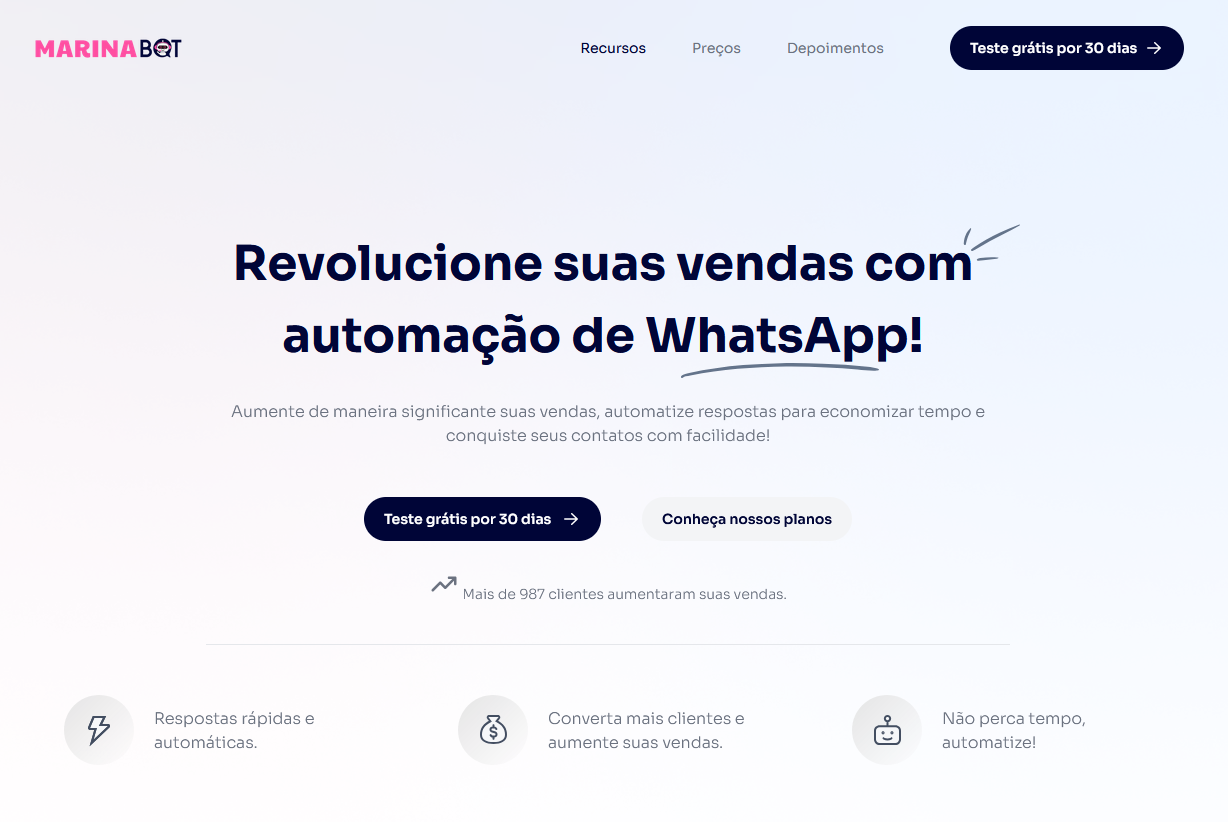 MARINABOT
Recursos
Preços
Depoimentos
Teste grátis por 30 dias
Revolucione suas vendas com
automação de WhatsApp!
Aumente de maneira significante suas vendas, automatize respostas para economizar tempo e
conquiste seus contatos com facilidade!
Teste grátis por 30 dias
Conheça nossos planos
Mais de 987 clientes aumentaram suas vendas.
Respostas rápidas e
automáticas.
Converta mais clientes e
aumente suas vendas.
Não perca tempo,
automatize!